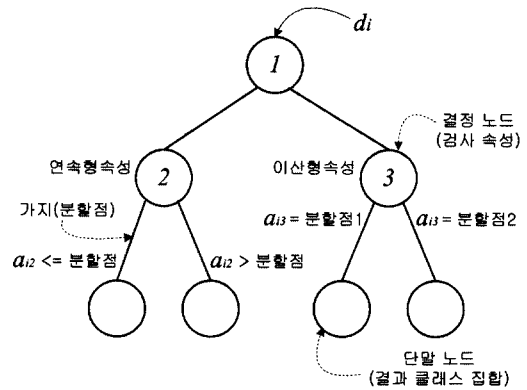 di
1
결정 노드
(검사 속성)
연속형속성
2
이산형속성
3
가지(분할점)
ai3 = 분할점1
ai3 = 분할점2
ai2 <= 분할점
ai2 > 분할점
단말 노드
(결과 클래스 집합)